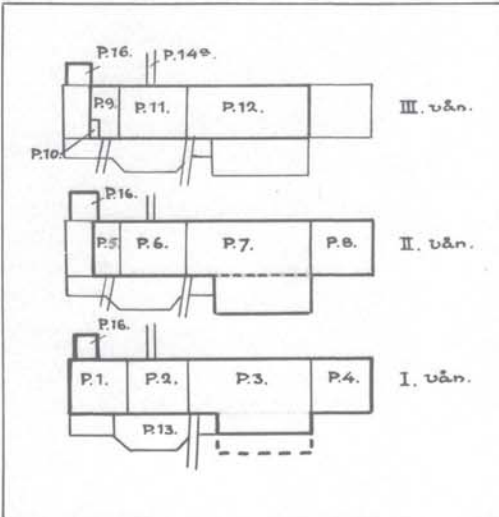 P.16. P.14a.
P.9. P.11. P.12. III. vån.
P.10.
P.16.
P.5. P.6. P.7. P.8. II. vån.
P.16.
P.1. P.2. P.3. P.4. I. vån.
P.13.